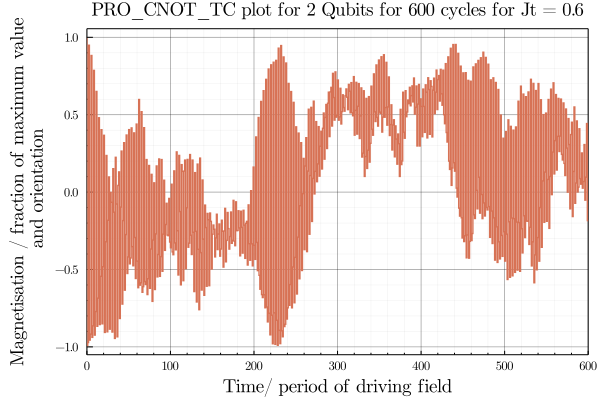 PRO_CNOT_TC plot for 2 Qubits for 600 cycles for Jt = 0.6
Magnetisation / fraction of maximum value
and orientation
1.0
0.5
0.0
−0.5
−1.0
0 100 200 300 400 500 600
Time/ period of driving field